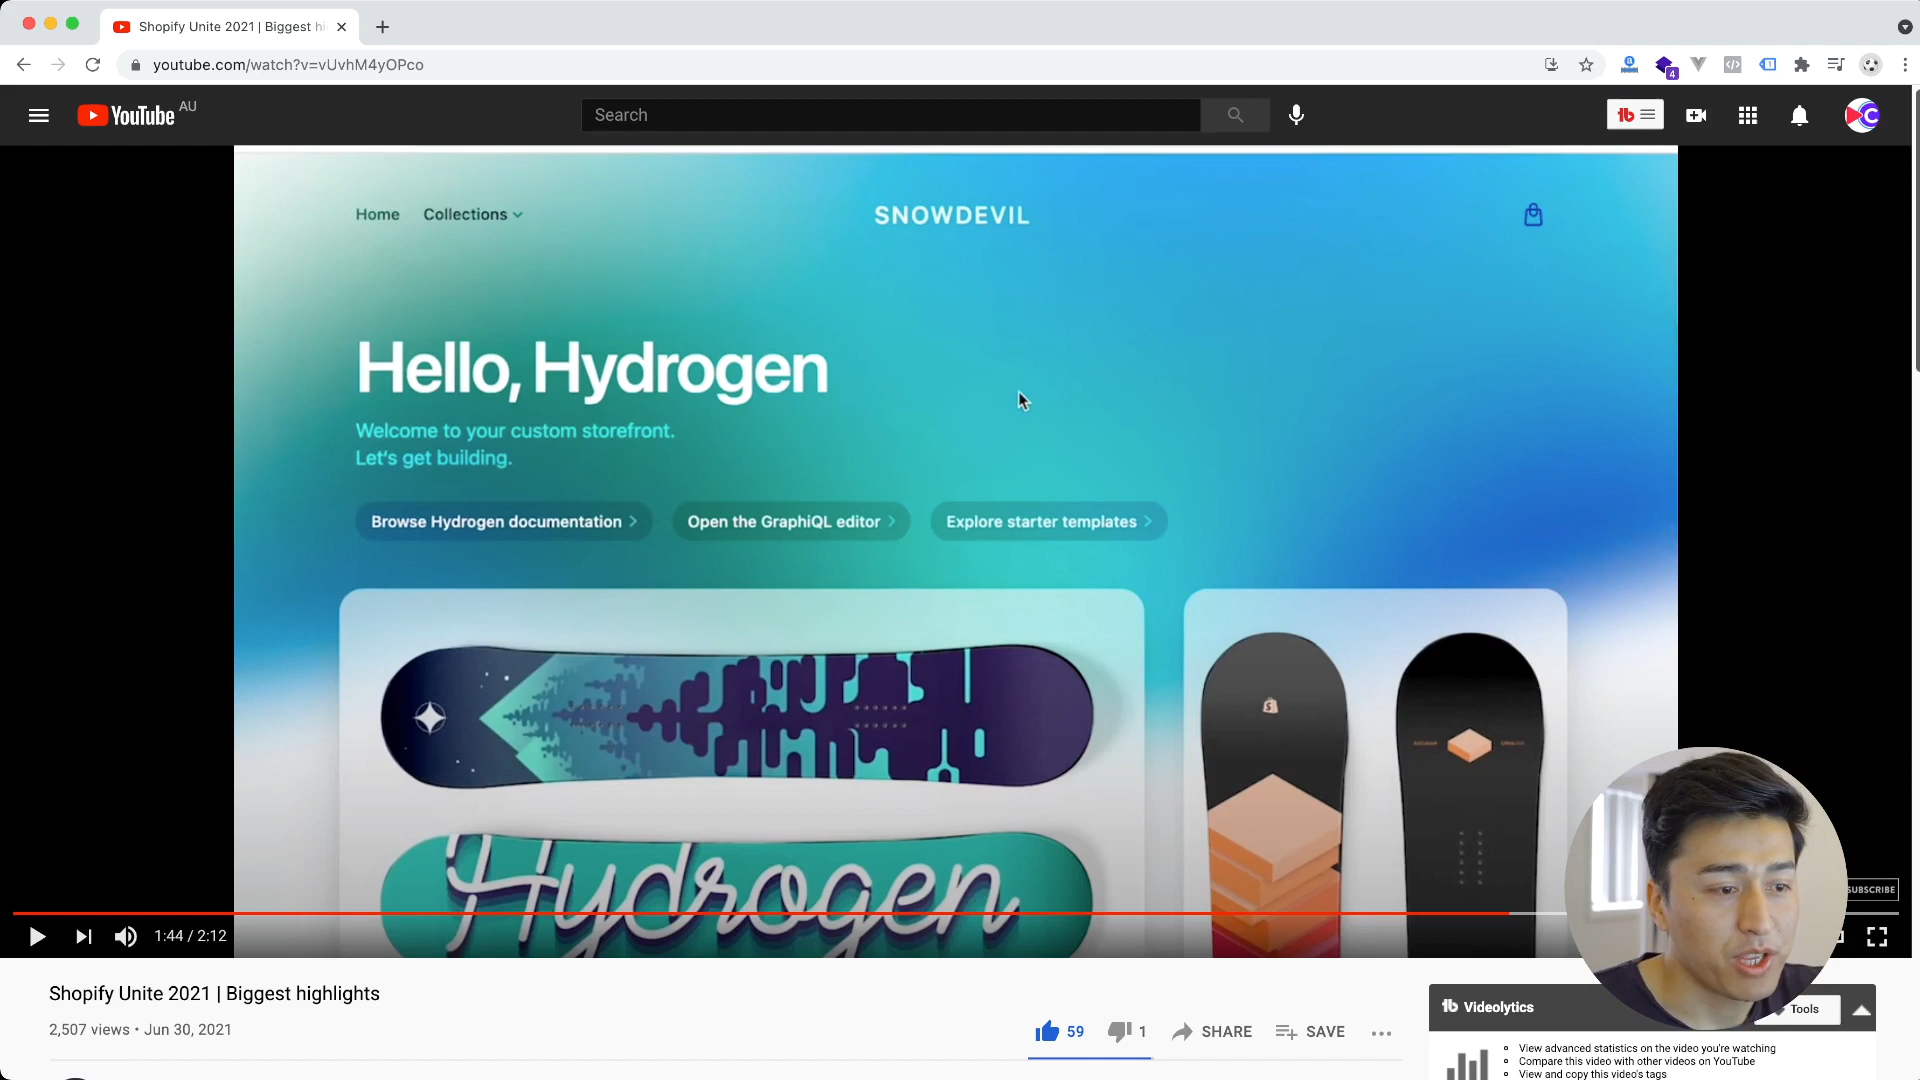 Shopify Unite 2021 | Biggest hi
youtube.com/watch?v=vUvhM4yOPco
4
YouTube AU
Search
Home
Collections
SNOWDEVIL
Hello, Hydrogen
Welcome to your custom storefront.
Let's get building.
Browse Hydrogen documentation
Open the GraphiQL editor
Explore starter templates
Hydrogen
SUBSCRIBE
1:44 / 2:12
Shopify Unite 2021 | Biggest highlights
2,507 views • Jun 30, 2021
59
1
SHARE
SAVE
Videolytics
Tools
View advanced statistics on the video you're watching
Compare this video with other videos on YouTube
View and copy this video's tags